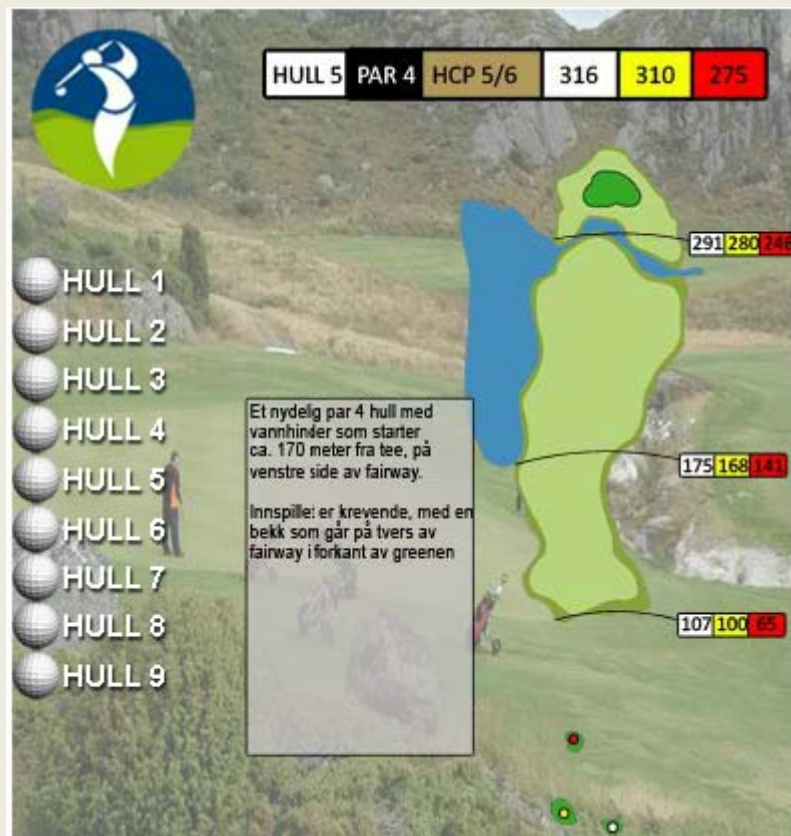 HULL 5 PAR 4 HCP 5/6 316 310 275
291 280 246
HULL 1
HULL 2
HULL 3
HULL 4
HULL 5
HULL 6
HULL 7
HULL 8
HULL 9
Et nydelig par 4 hull med
vannhinder som starter
ca. 170 meter fra tee, på
venstre side av fairway.
Innspillet er krevende, med en
bekk som går på tvers av
fairway i forkant av greenen
175 168 141
107 100 65